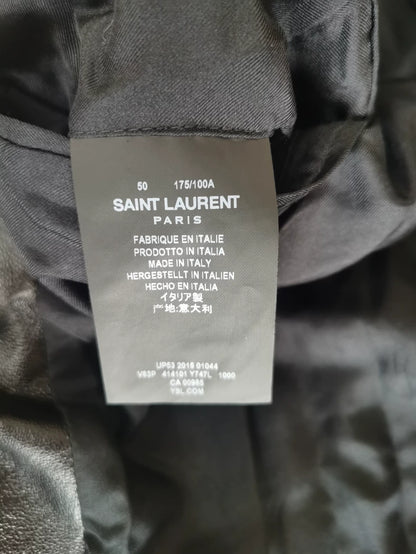 50 175/100A
SAINT LAURENT
PARIS
FABRIQUE EN ITALIE
PRODOTTO IN ITALIA
MADE IN ITALY
HERGESTELLT IN ITALIEN
HECHO EN ITALIA
イタリア製
产地:意大利
UP53 2018 01044
V83P 414101 Y747L 1000
CA 00985
YSL.COM